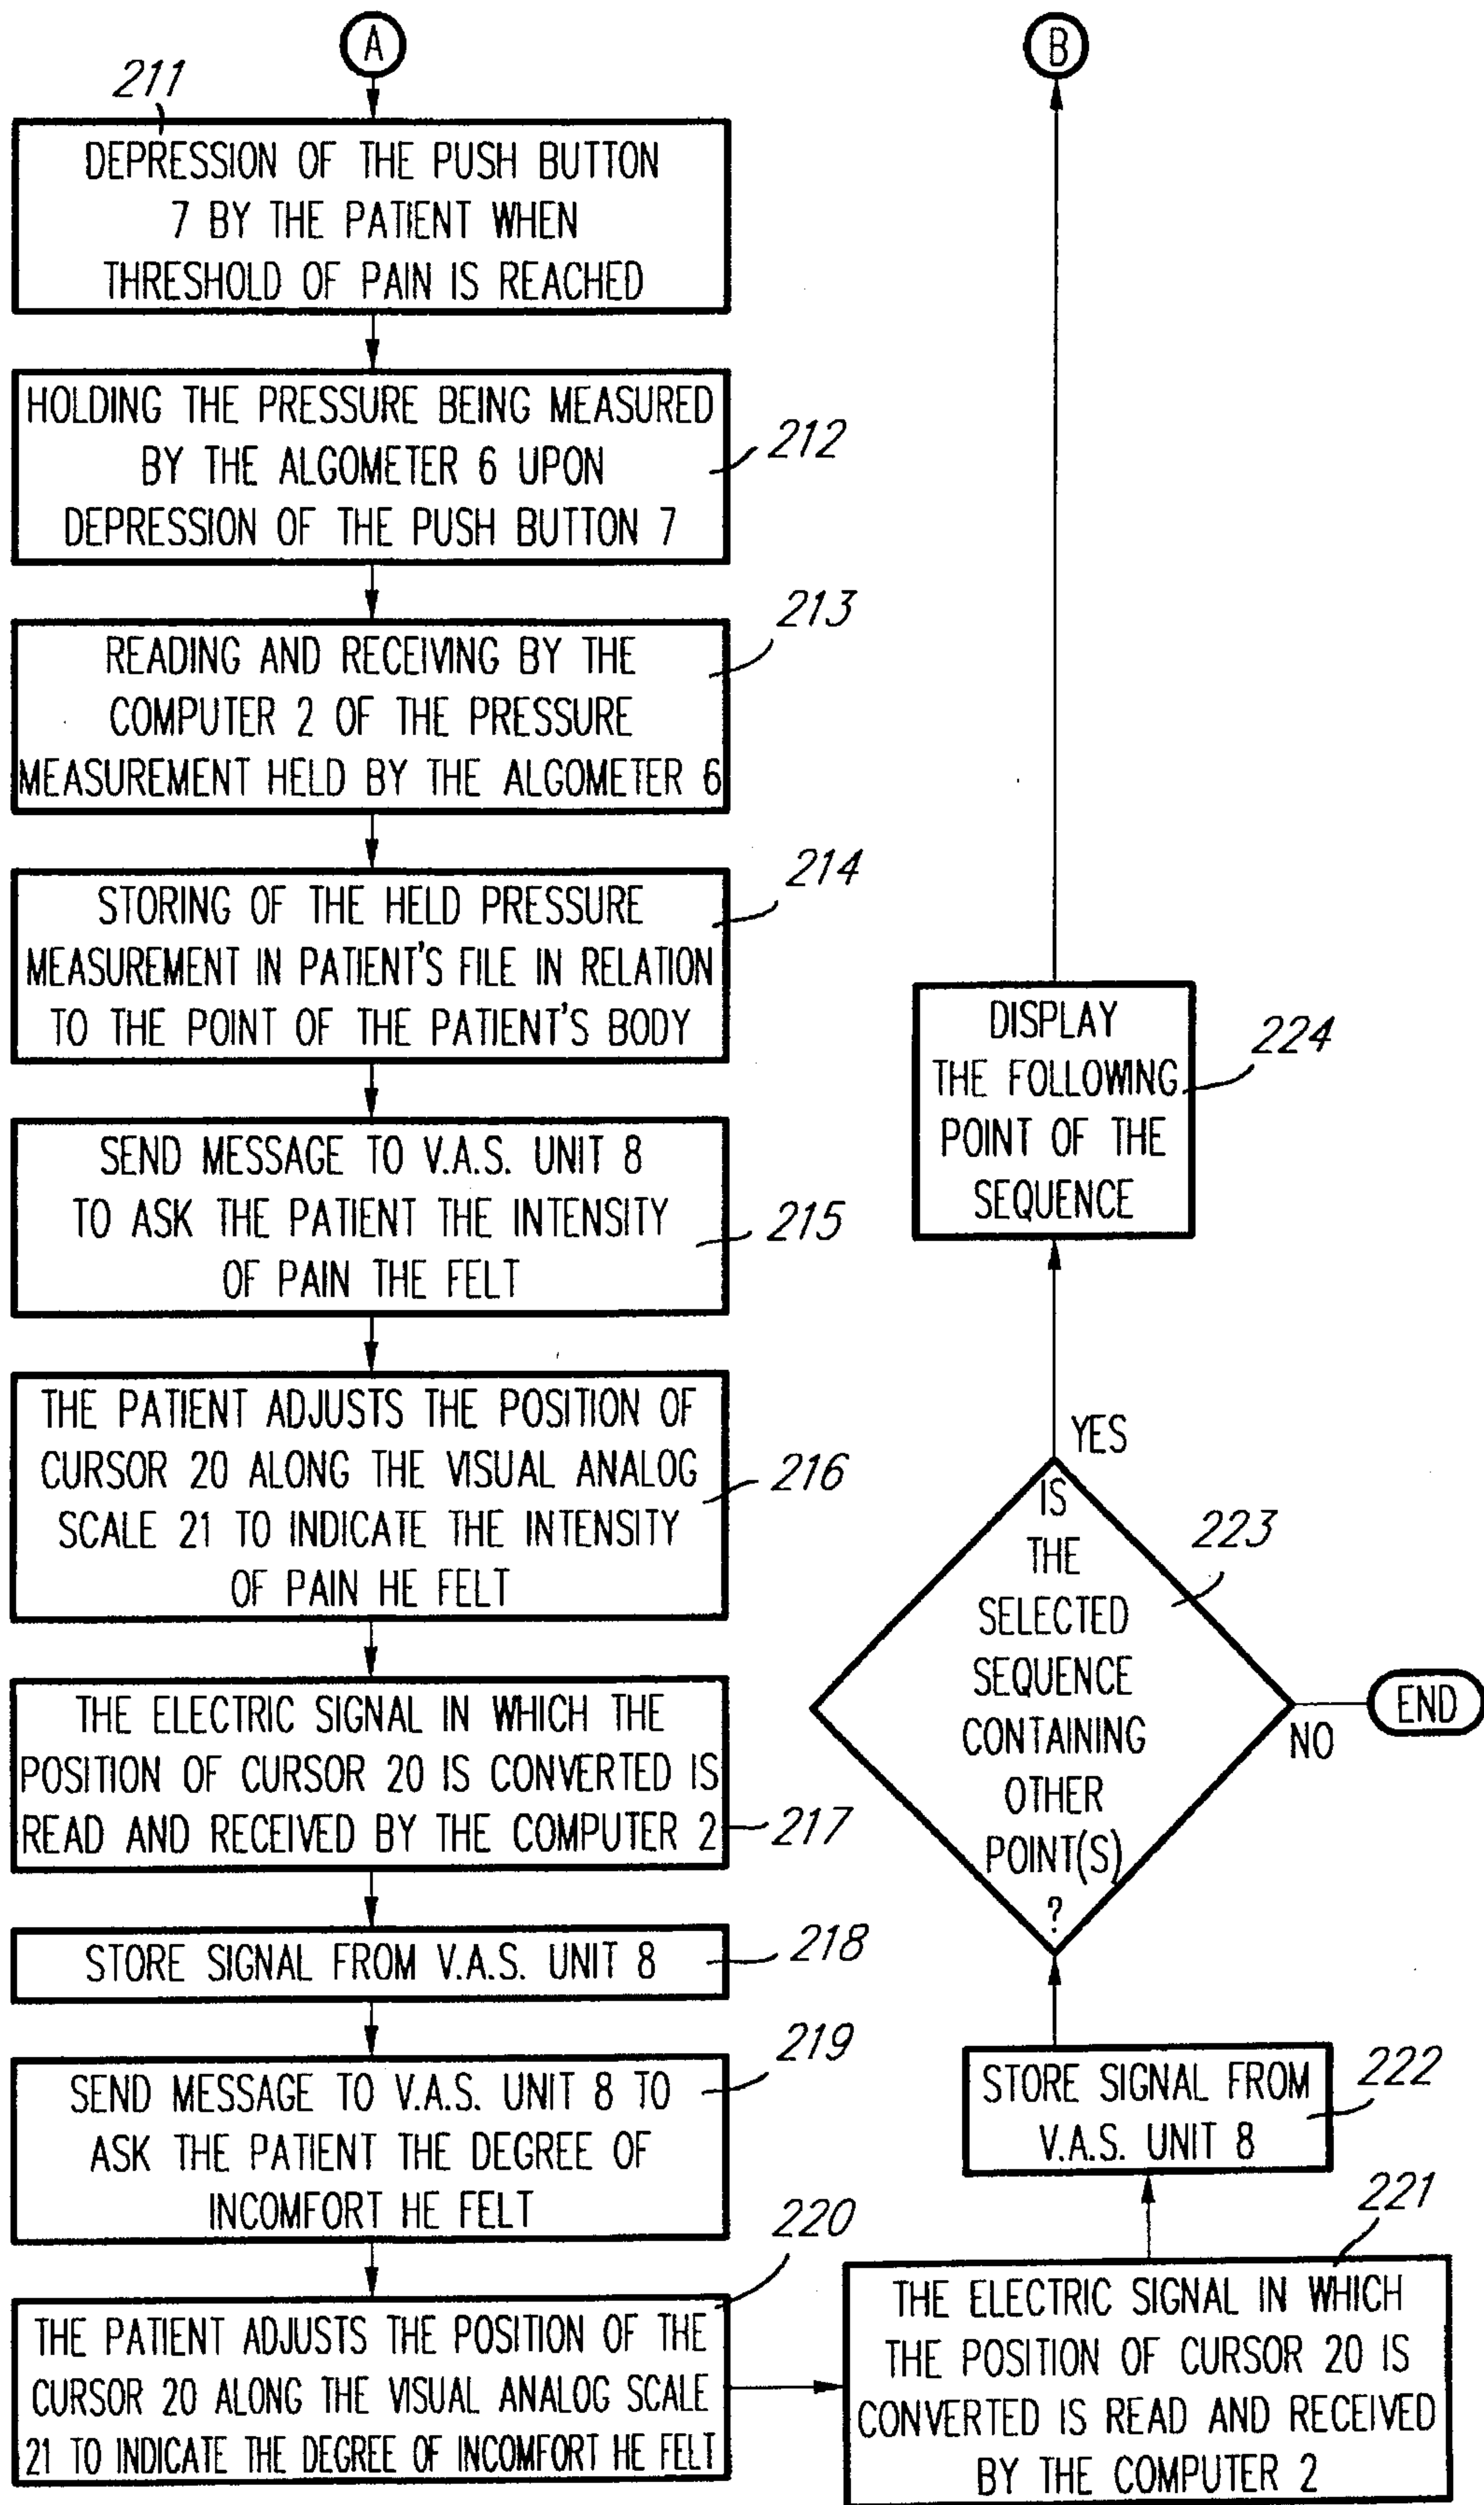 A
211
DEPRESSION OF THE PUSH BUTTON
7 BY THE PATIENT WHEN
THRESHOLD OF PAIN IS REACHED
HOLDING THE PRESSURE BEING MEASURED
BY THE ALGOMETER 6 UPON
DEPRESSION OF THE PUSH BUTTON 7
212
213
READING AND RECEIVING BY THE
COMPUTER 2 OF THE PRESSURE
MEASUREMENT HELD BY THE ALGOMETER 6
214
STORING OF THE HELD PRESSURE
MEASUREMENT IN PATIENT'S FILE IN RELATION
TO THE POINT OF THE PATIENT'S BODY
SEND MESSAGE TO V.A.S. UNIT 8
TO ASK THE PATIENT THE INTENSITY
OF PAIN THE FELT
215
THE PATIENT ADJUSTS THE POSITION OF
CURSOR 20 ALONG THE VISUAL ANALOG
SCALE 21 TO INDICATE THE INTENSITY
OF PAIN HE FELT
216
THE ELECTRIC SIGNAL IN WHICH THE
POSITION OF CURSOR 20 IS CONVERTED IS
READ AND RECEIVED BY THE COMPUTER 2
217
STORE SIGNAL FROM V.A.S. UNIT 8
218
219
SEND MESSAGE TO V.A.S. UNIT 8 TO
ASK THE PATIENT THE DEGREE OF
INCOMFORT HE FELT
220
THE PATIENT ADJUSTS THE POSITION OF THE
CURSOR 20 ALONG THE VISUAL ANALOG SCALE
21 TO INDICATE THE DEGREE OF INCOMFORT HE FELT
221
THE ELECTRIC SIGNAL IN WHICH
THE POSITION OF CURSOR 20 IS
CONVERTED IS READ AND RECEIVED
BY THE COMPUTER 2
STORE SIGNAL FROM
V.A.S. UNIT 8
222
IS
THE
SELECTED
SEQUENCE
CONTAINING
OTHER
POINT(S)
?
223
YES
NO
END
DISPLAY
THE FOLLOWING
POINT OF THE
SEQUENCE
224
B